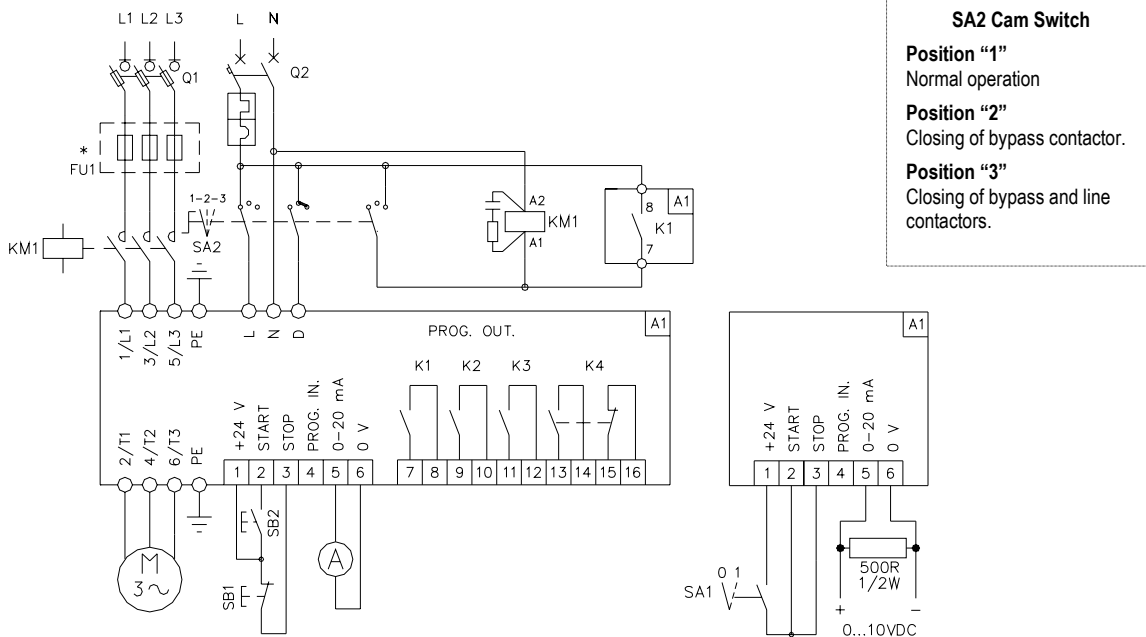 L1 L2 L3
L N
Q1
Q2
*
FU1
1-2-3
SA2
KM1
A2
KM1
A1
8
A1
K1
7
SA2 Cam Switch
Position “1”
Normal operation
Position “2”
Closing of bypass contactor.
Position “3”
Closing of bypass and line
contactors.
1/L1
3/L2
5/L3
PE
L
N
D
PROG. OUT.
A1
K1 K2 K3 K4
2/T1
4/T2
6/T3
PE
+24 V
START
STOP
PROG. IN.
0-20 mA
0 V
1 2 3 4 5 6
7 8 9 10 11 12 13 14 15 16
M
3~
SB2
SB1
A
A1
+24 V
START
STOP
PROG. IN.
0-20 mA
0 V
1 2 3 4 5 6
0 1
SA1
500R
1/2W
+ −
0...10VDC